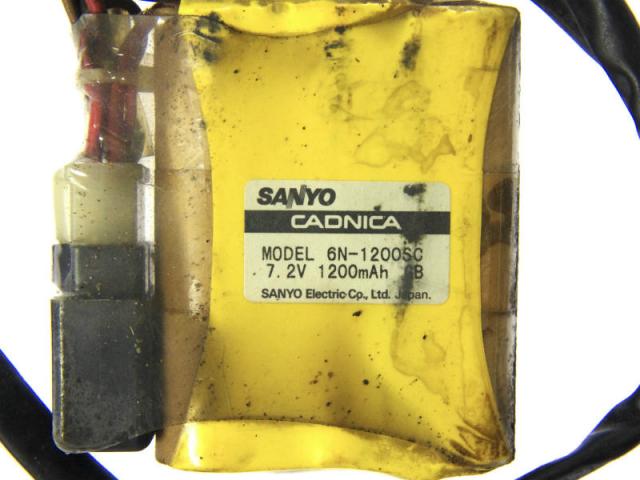 SANYO
CADNICA
MODEL 6N-1200SC
7.2V 1200mAh
SANYO Electric Co., Ltd. Japan.